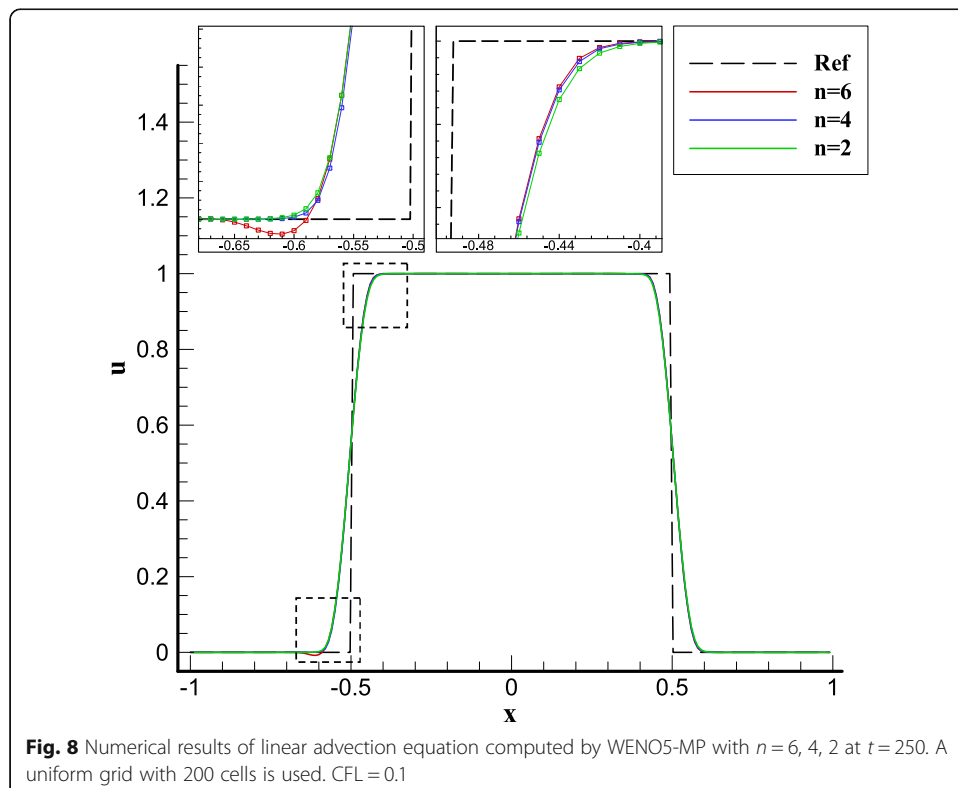 -0.65
-0.6
-0.55
-0.5
-0.48
-0.44
-0.4
Ref
n=6
n=4
n=2
1.4
1.2
1
0.8
0.6
0.4
0.2
0
u
-1
-0.5
0
0.5
1
x
Fig. 8 Numerical results of linear advection equation computed by WENO5-MP with n = 6, 4, 2 at t = 250. A
uniform grid with 200 cells is used. CFL = 0.1